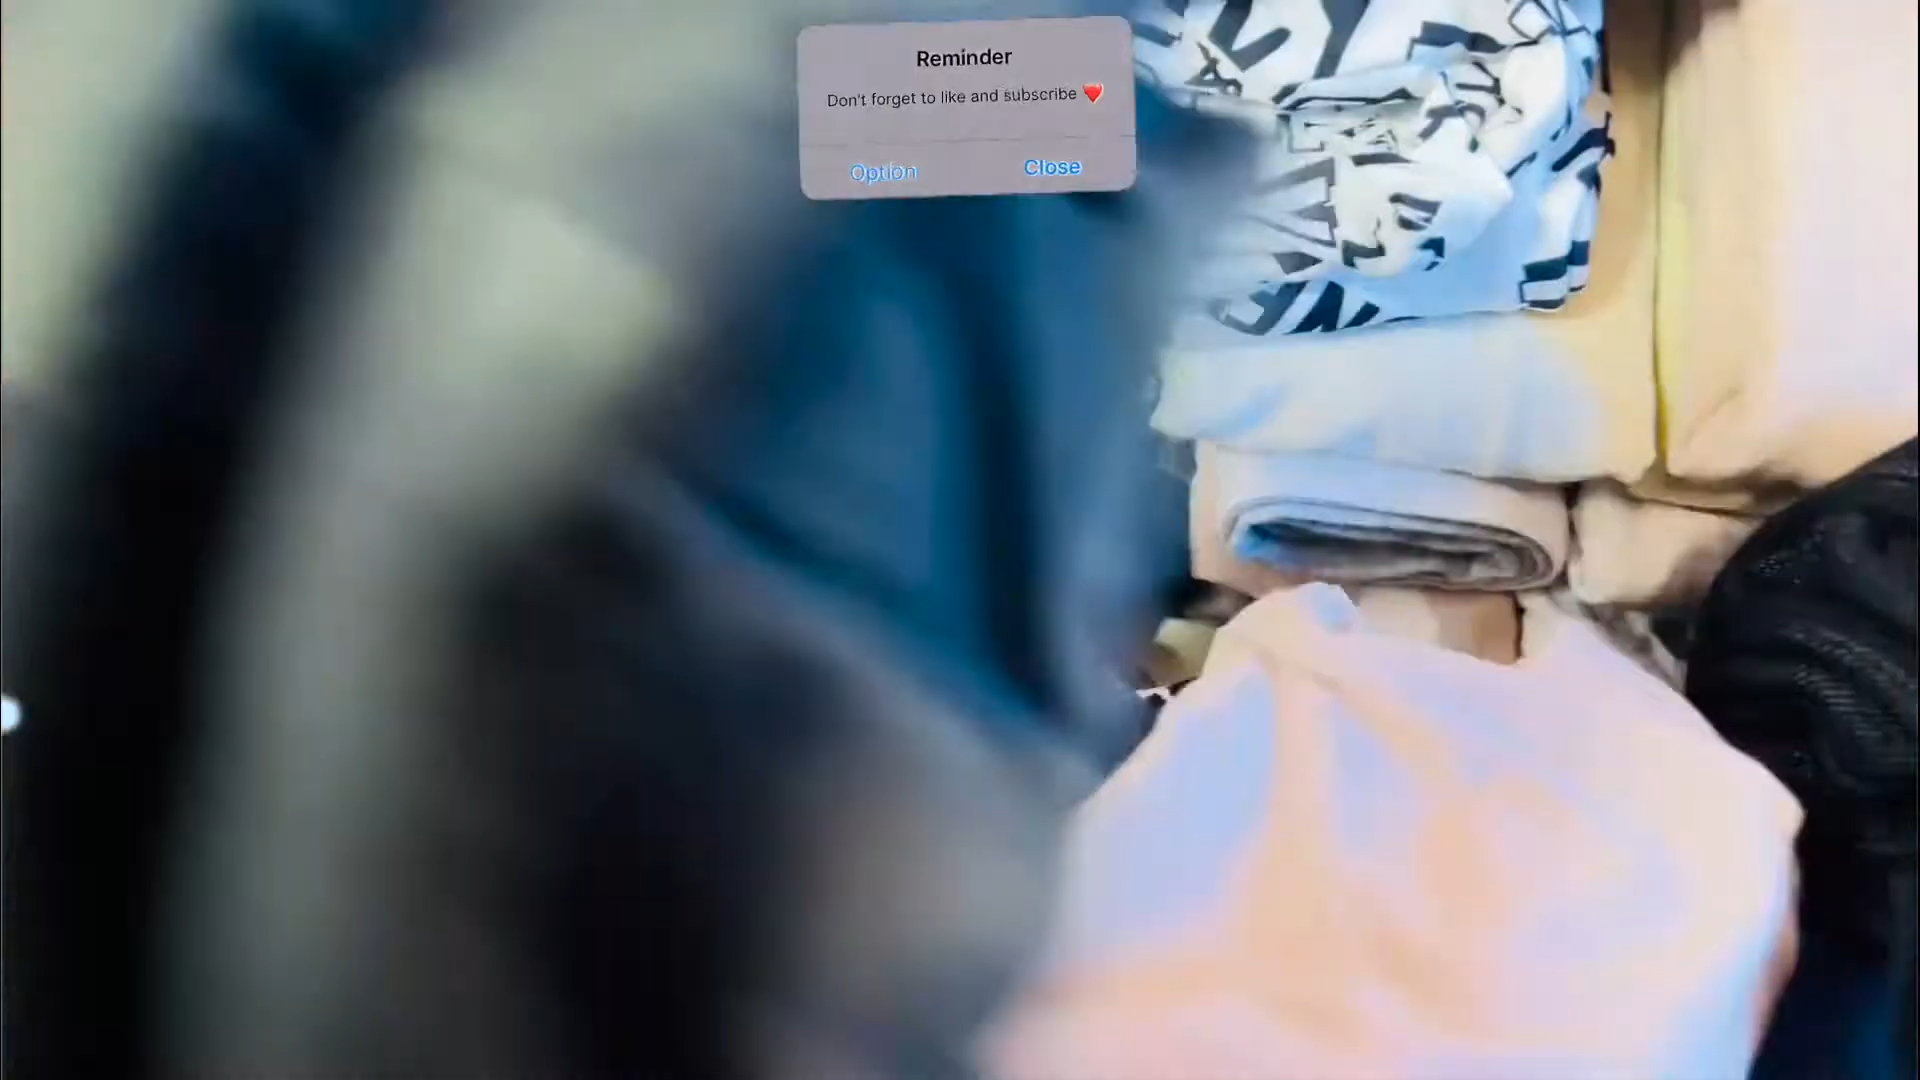 Reminder
Don't forget to like and subscribe ❤️
Option
Close